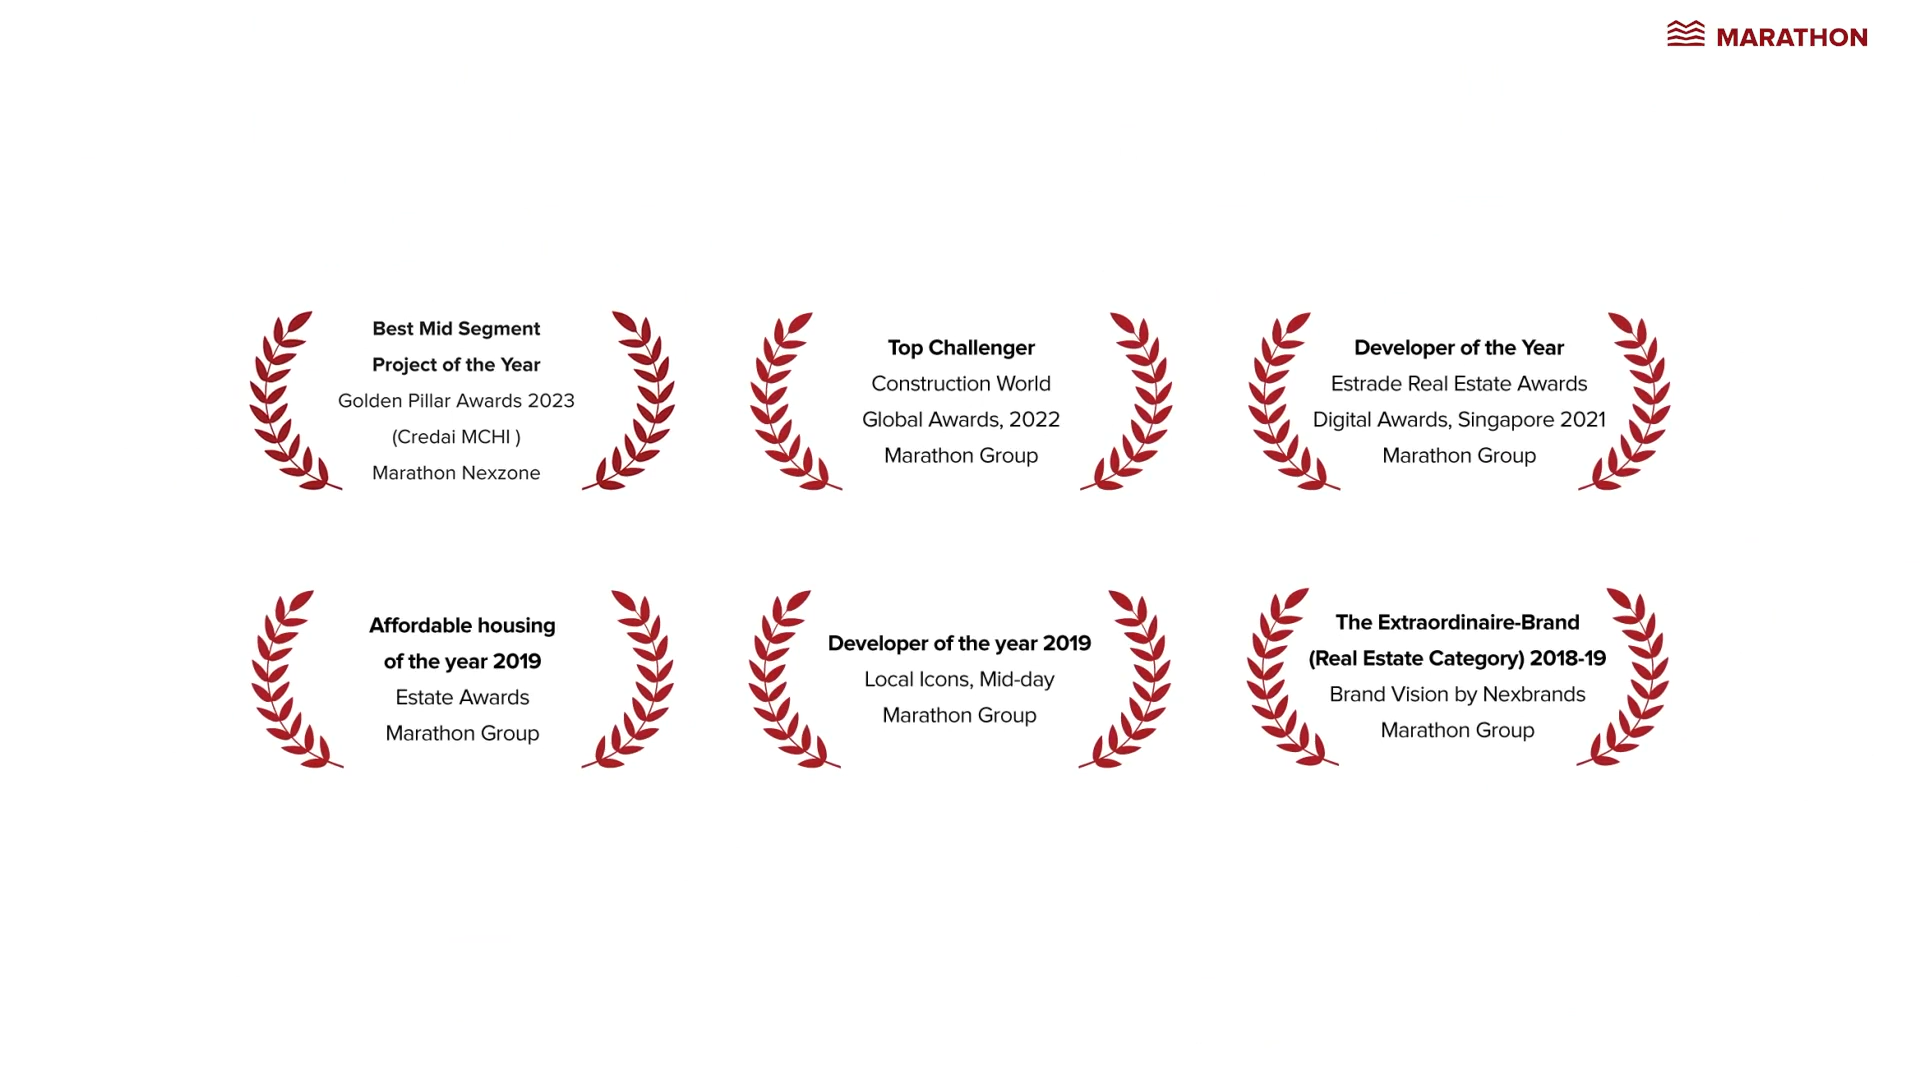 MARATHON
Best Mid Segment
Project of the Year
Golden Pillar Awards 2023
(Credai MCHI )
Marathon Nexzone
Top Challenger
Construction World
Global Awards, 2022
Marathon Group
Developer of the Year
Estrade Real Estate Awards
Digital Awards, Singapore 2021
Marathon Group
Affordable housing
of the year 2019
Estate Awards
Marathon Group
Developer of the year 2019
Local Icons, Mid-day
Marathon Group
The Extraordinaire-Brand
(Real Estate Category) 2018-19
Brand Vision by Nexbrands
Marathon Group